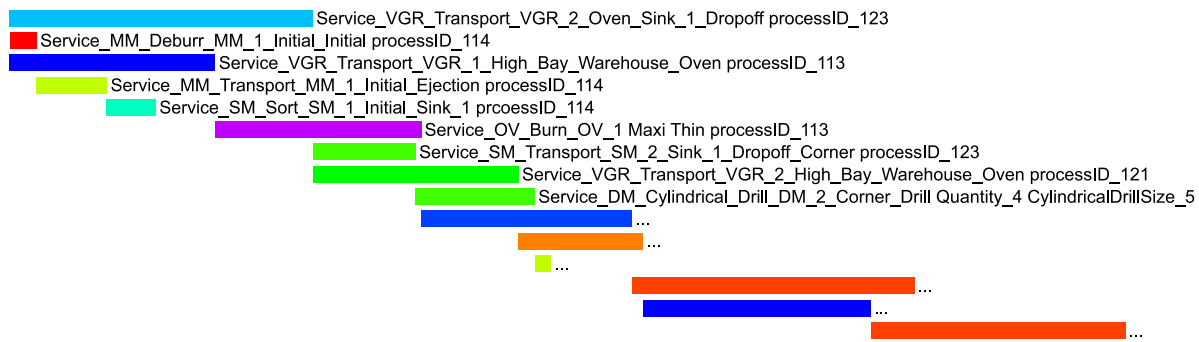 Service_VGR_Transport_VGR_2_Oven_Sink_1_Dropoff processID_123
Service_MM_Deburr_MM_1_Initial_Initial processID_114
Service_VGR_Transport_VGR_1_High_Bay_Warehouse_Oven processID_113
Service_MM_Transport_MM_1_Initial_Ejection processID_114
Service_SM_Sort_SM_1_Initial_Sink_1 prcoessID_114
Service_OV_Burn_OV_1 Maxi Thin processID_113
Service_SM_Transport_SM_2_Sink_1_Dropoff_Corner processID_123
Service_VGR_Transport_VGR_2_High_Bay_Warehouse_Oven processID_121
Service_DM_Cylindrical_Drill_DM_2_Corner_Drill Quantity_4 CylindricalDrillSize_5
...
...
...
...
...
...